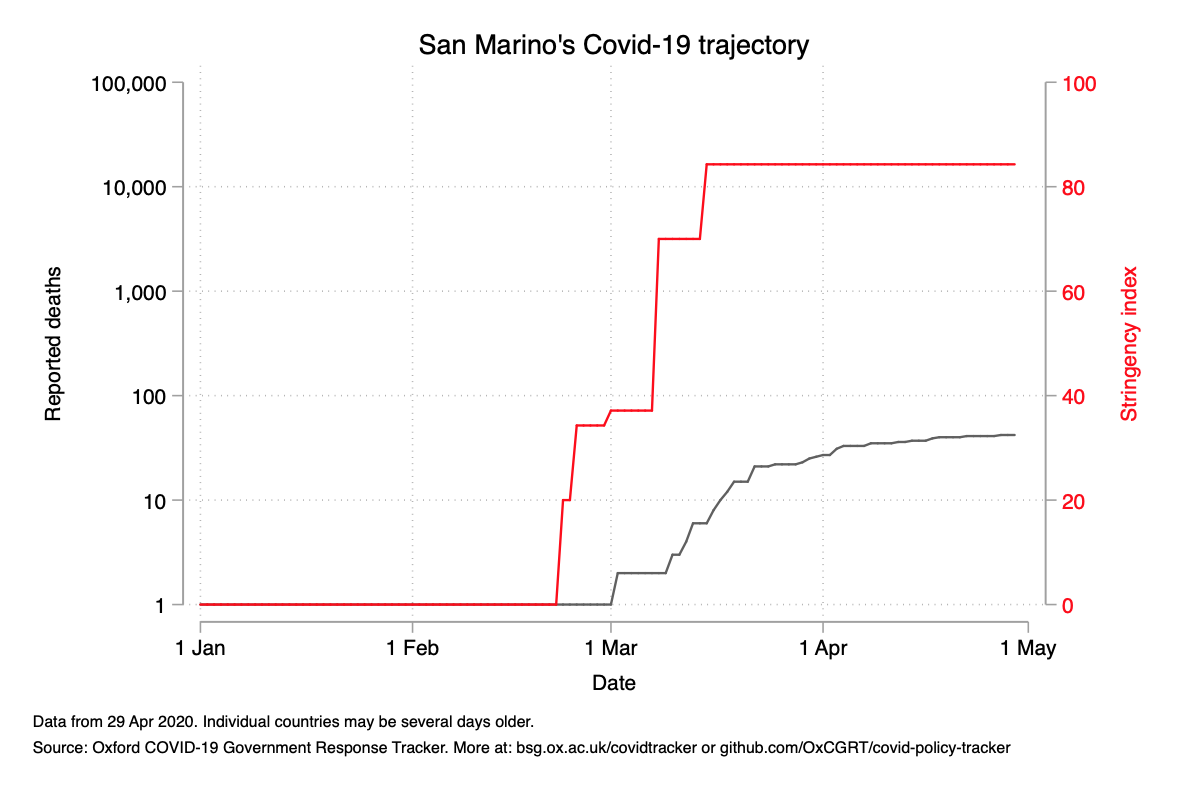 San Marino's Covid-19 trajectory
100,000
10,000
1,000
100
10
1
Reported deaths
100
80
60
40
20
0
Stringency index
1 Jan
1 Feb
1 Mar
1 Apr
1 May
Date
Data from 29 Apr 2020. Individual countries may be several days older.
Source: Oxford COVID-19 Government Response Tracker. More at: bsg.ox.ac.uk/covidtracker or github.com/OxCGRT/covid-policy-tracker